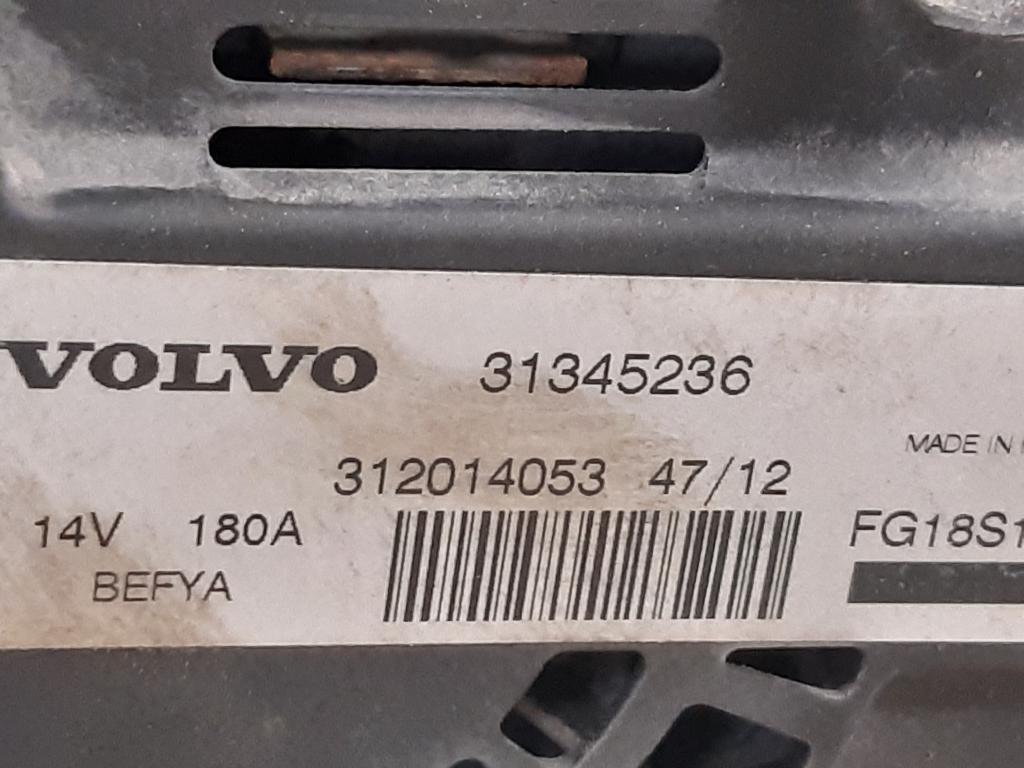 VOLVO 31345236
MADE IN
312014053 47/12
14V 180A FG18S1
BEFYA